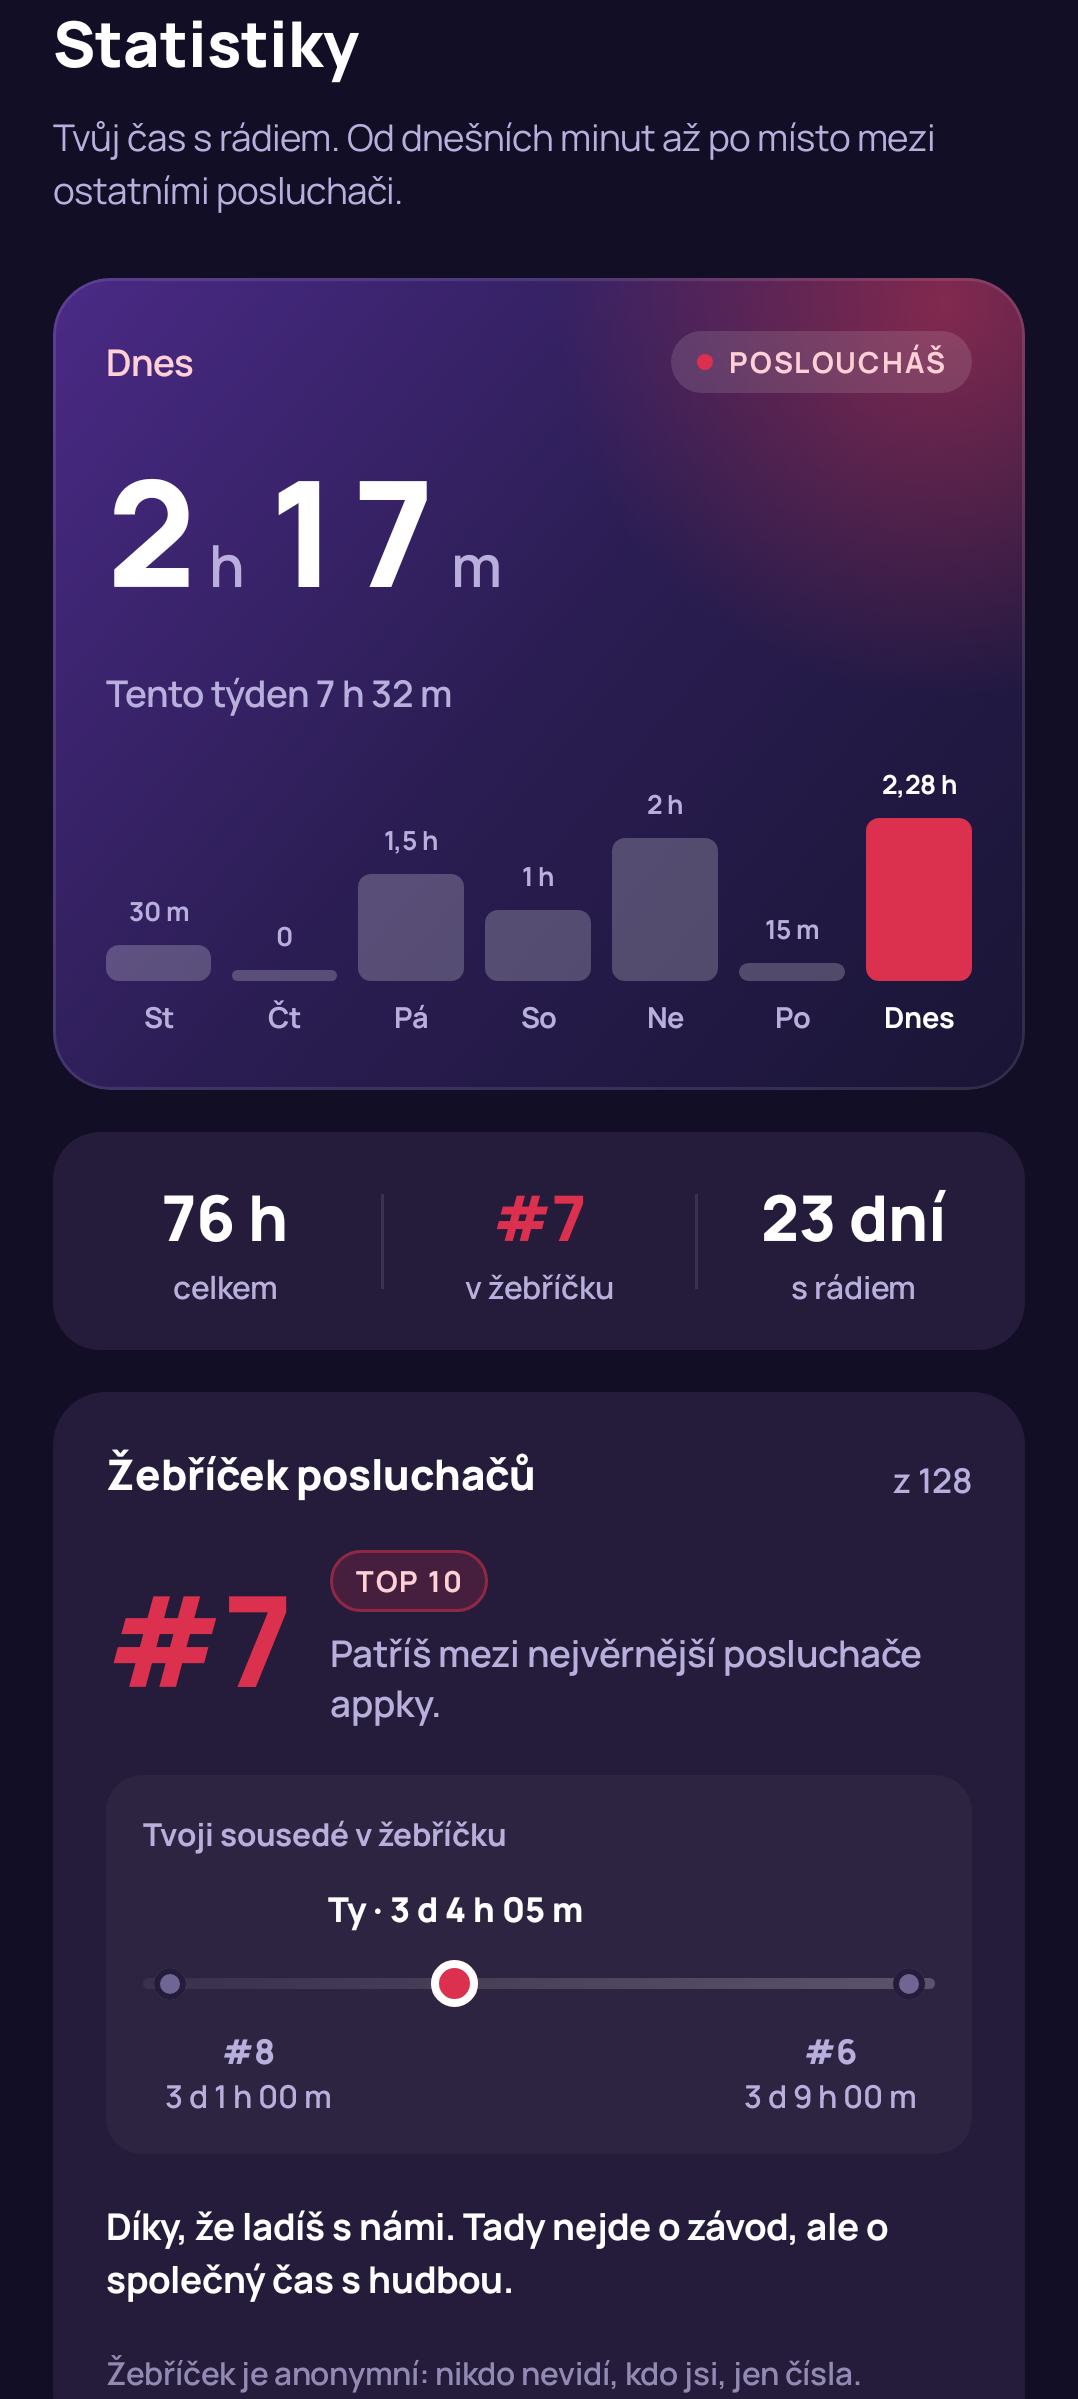 Statistiky
Tvůj čas s rádiem. Od dnešních minut až po místo mezi
ostatními posluchači.
Dnes
POSLOUCHÁŠ
2 h 17 m
Tento týden 7 h 32 m
30 m
0
1,5 h
1 h
2 h
15 m
2,28 h
St
Čt
Pá
So
Ne
Po
Dnes
76 h
celkem
#7
v žebříčku
23 dní
s rádiem
Žebříček posluchačů
z 128
#7
TOP 10
Patříš mezi nejvěrnější posluchače
appky.
Tvoji sousedé v žebříčku
Ty · 3 d 4 h 05 m
#8
3 d 1 h 00 m
#6
3 d 9 h 00 m
Díky, že ladíš s námi. Tady nejde o závod, ale o
společný čas s hudbou.
Žebříček je anonymní: nikdo nevidí, kdo jsi, jen čísla.